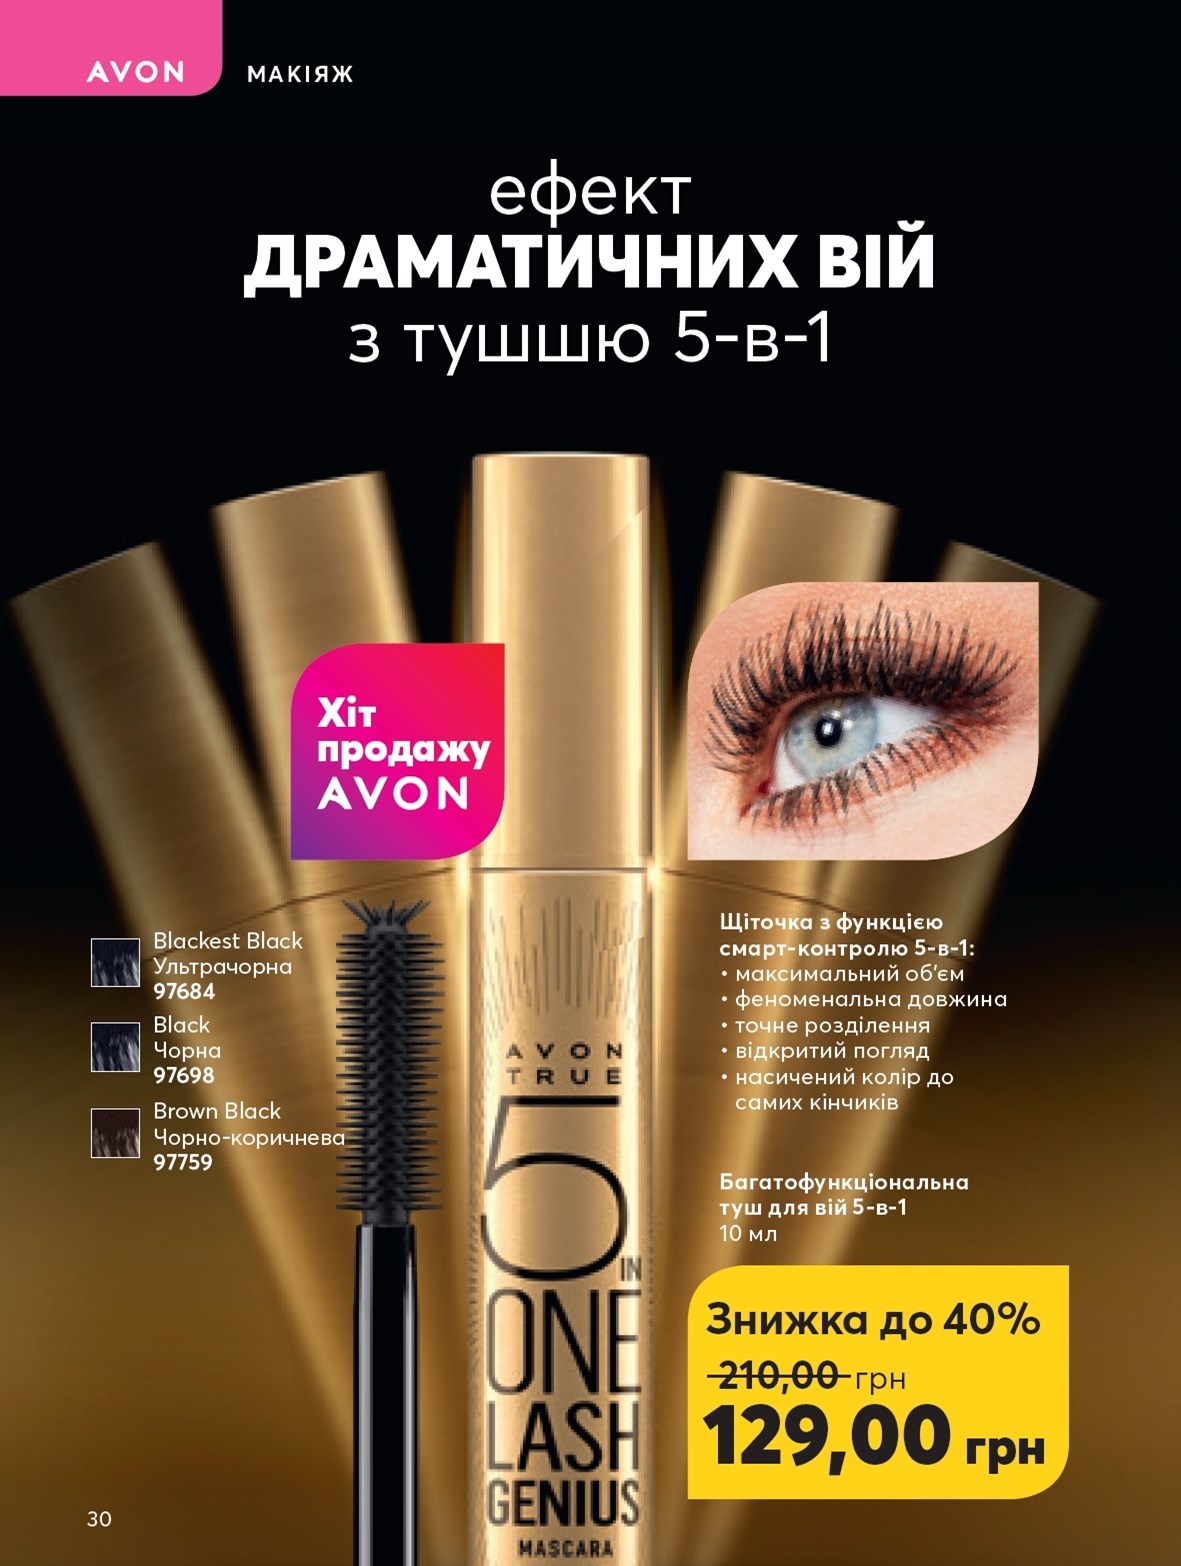 AVON
МАКІЯЖ
ефект
ДРАМАТИЧНИХ ВІЙ
з тушшю 5-в-1
Хіт
продажу
AVON
Blackest Black
Ультрачорна
97684
Black
Чорна
97698
Brown Black
Чорно-коричнева
97759
AVON
TRUE
5
IN
ONE
LASH
GENIUS
MASCARA
Щіточка з функцією
смарт-контролю 5-в-1:
• максимальний об'єм
• феноменальна довжина
• точне розділення
• відкритий погляд
• насичений колір до
самих кінчиків
Багатофункціональна
туш для вій 5-в-1
10 мл
Знижка до 40%
210,00 грн
129,00 грн
30